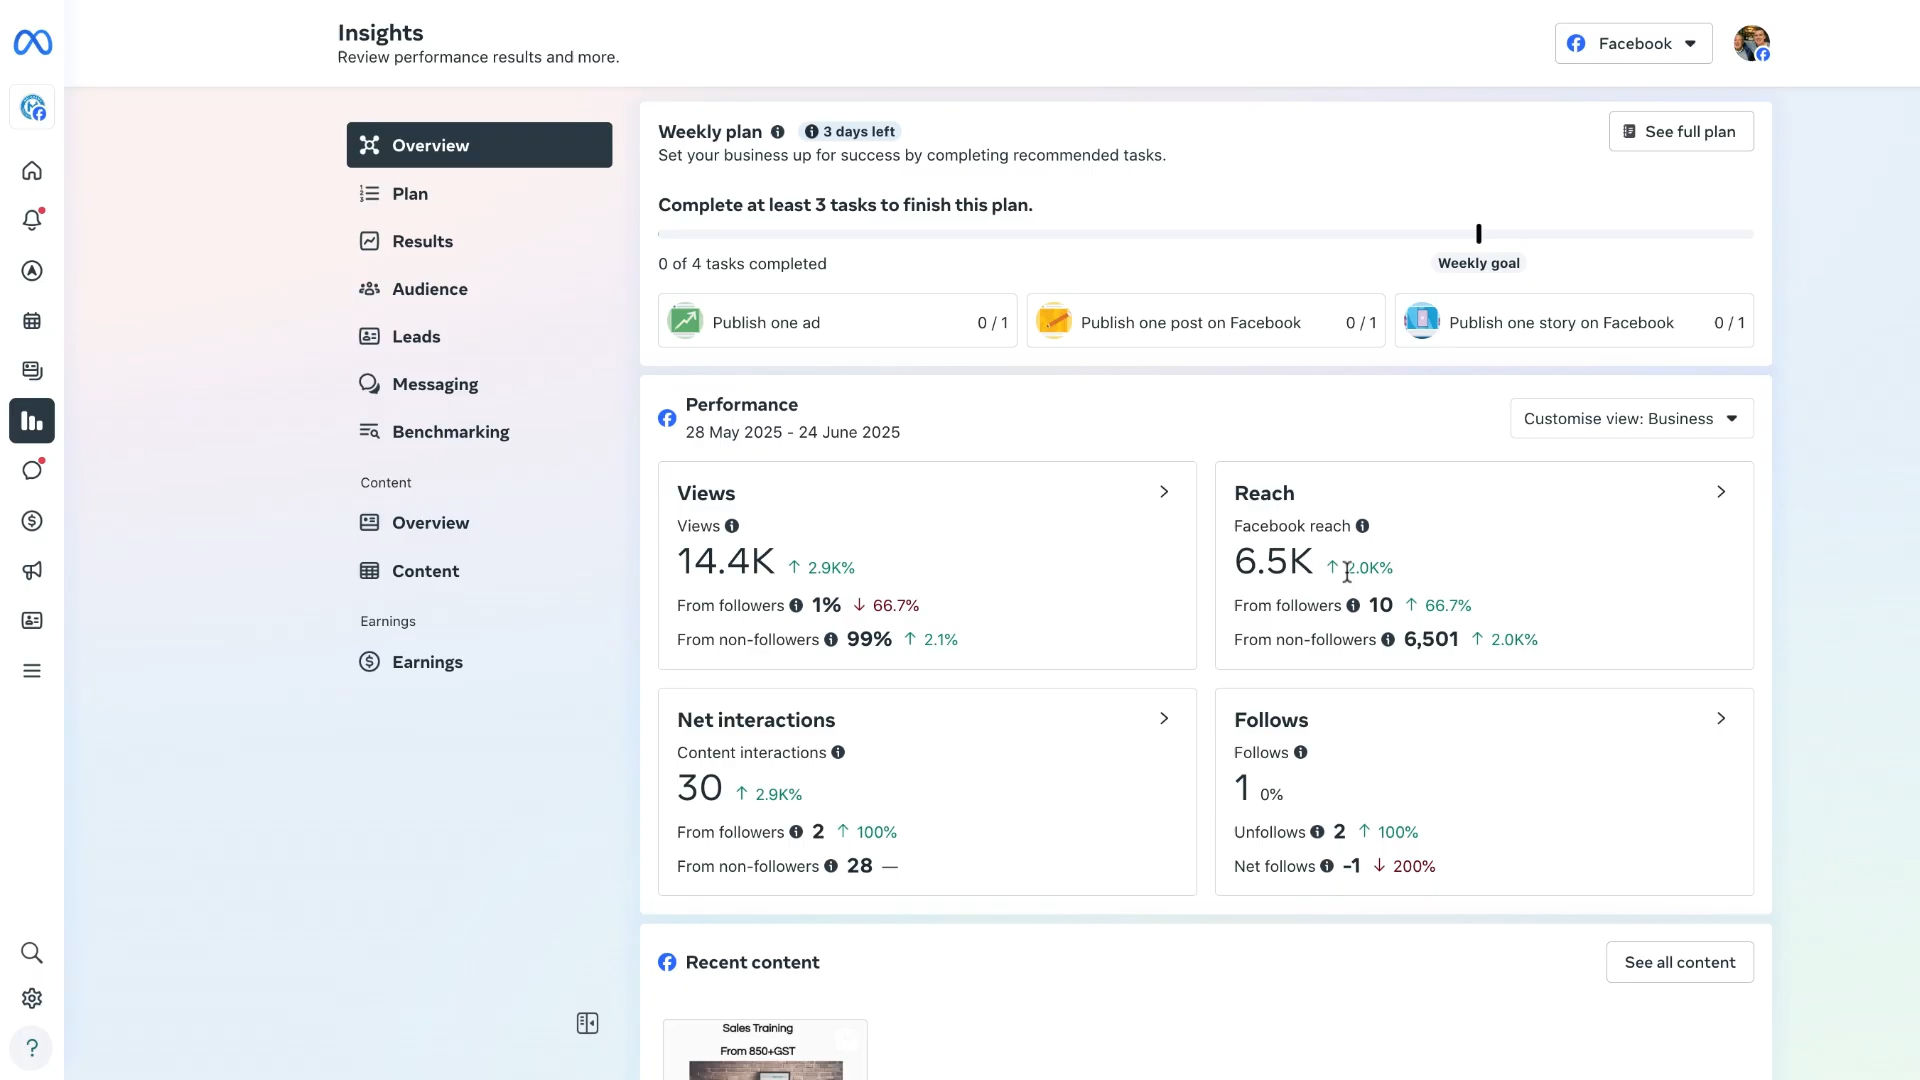 Insights
Review performance results and more.
Facebook
Overview
Plan
Results
Audience
Leads
Messaging
Benchmarking
Content
Overview
Content
Earnings
Earnings
Weekly plan
3 days left
See full plan
Set your business up for success by completing recommended tasks.
Complete at least 3 tasks to finish this plan.
0 of 4 tasks completed
Weekly goal
Publish one ad 0 / 1
Publish one post on Facebook 0 / 1
Publish one story on Facebook 0 / 1
Performance
28 May 2025 - 24 June 2025
Customise view: Business
Views
Views
14.4K ↑ 2.9K%
From followers 1% ↓ 66.7%
From non-followers 99% ↑ 2.1%
Reach
Facebook reach
6.5K ↑ 2.0K%
From followers 10 ↑ 66.7%
From non-followers 6,501 ↑ 2.0K%
Net interactions
Content interactions
30 ↑ 2.9K%
From followers 2 ↑ 100%
From non-followers 28 —
Follows
Follows
1 0%
Unfollows 2 ↑ 100%
Net follows -1 ↓ 200%
Recent content
See all content
Sales Training
From 850+GST